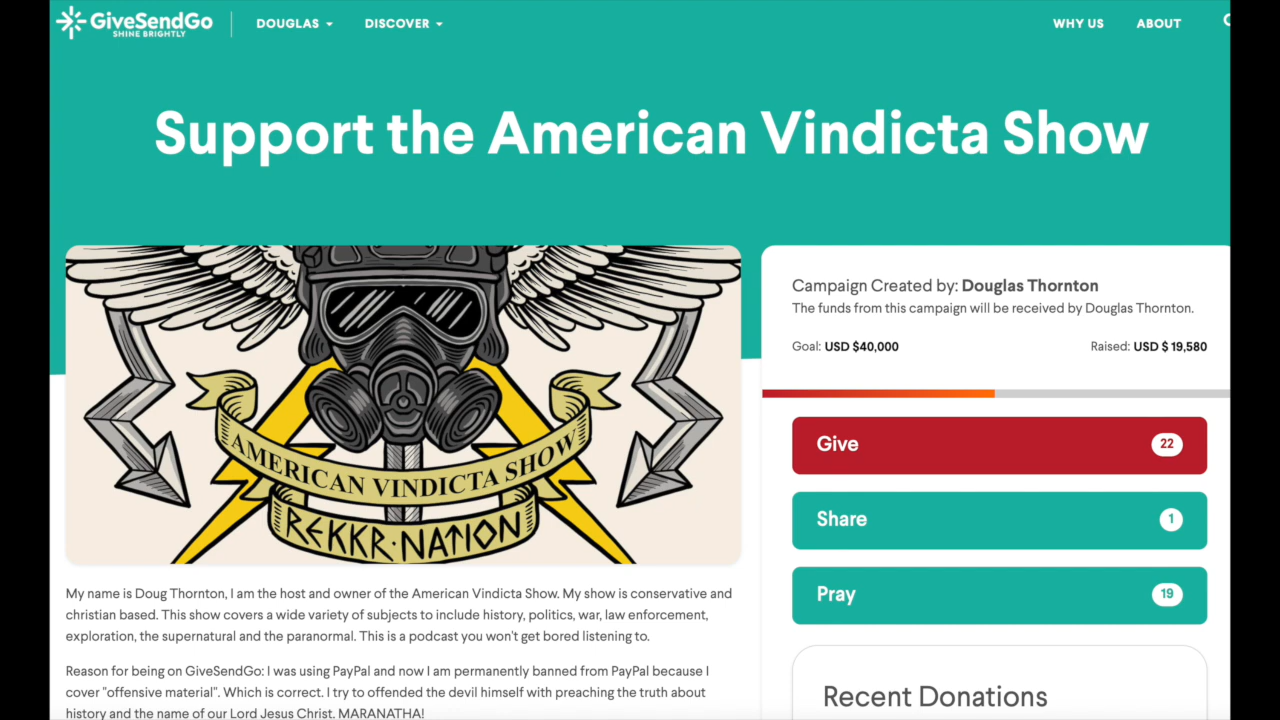 GiveSendGo
SHINE BRIGHTLY
DOUGLAS
DISCOVER
WHY US
ABOUT
Support the American Vindicta Show
AMERICAN VINDICTA SHOW
REKKR·NATION
Campaign Created by: Douglas Thornton
The funds from this campaign will be received by Douglas Thornton.
Goal: USD $40,000
Raised: USD $ 19,580
Give 22
Share 1
Pray 19
My name is Doug Thornton, I am the host and owner of the American Vindicta Show. My show is conservative and
christian based. This show covers a wide variety of subjects to include history, politics, war, law enforcement,
exploration, the supernatural and the paranormal. This is a podcast you won't get bored listening to.
Reason for being on GiveSendGo: I was using PayPal and now I am permanently banned from PayPal because I
cover "offensive material". Which is correct. I try to offended the devil himself with preaching the truth about
history and the name of our Lord Jesus Christ. MARANATHA!
Recent Donations